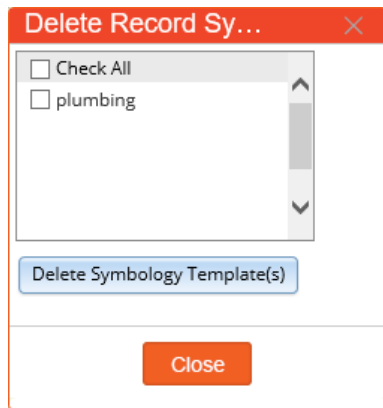 Delete Record Sy...
Check All
plumbing
Delete Symbology Template(s)
Close